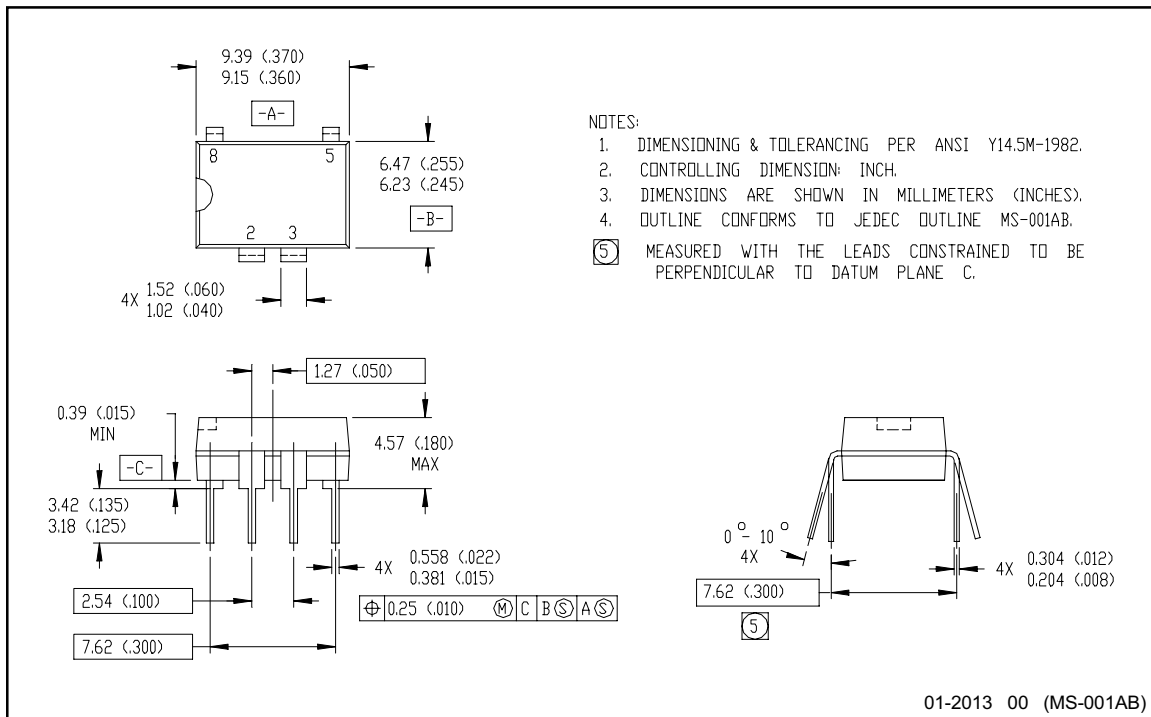 9.39 (.370)
9.15 (.360)
-A-
8 5
6.47 (.255)
6.23 (.245)
-B-
2 3
4X 1.52 (.060)
1.02 (.040)
NOTES:
1. DIMENSIONING & TOLERANCING PER ANSI Y14.5M-1982.
2. CONTROLLING DIMENSION: INCH.
3. DIMENSIONS ARE SHOWN IN MILLIMETERS (INCHES).
4. OUTLINE CONFORMS TO JEDEC OUTLINE MS-001AB.
5 MEASURED WITH THE LEADS CONSTRAINED TO BE
PERPENDICULAR TO DATUM PLANE C.
1.27 (.050)
0.39 (.015)
MIN
-C-
4.57 (.180)
MAX
3.42 (.135)
3.18 (.125)
4X 0.558 (.022)
0.381 (.015)
2.54 (.100)
⌖ 0.25 (.010) Ⓜ C B Ⓢ A Ⓢ
7.62 (.300)
0° - 10°
4X
4X 0.304 (.012)
0.204 (.008)
7.62 (.300)
5
01-2013 00 (MS-001AB)